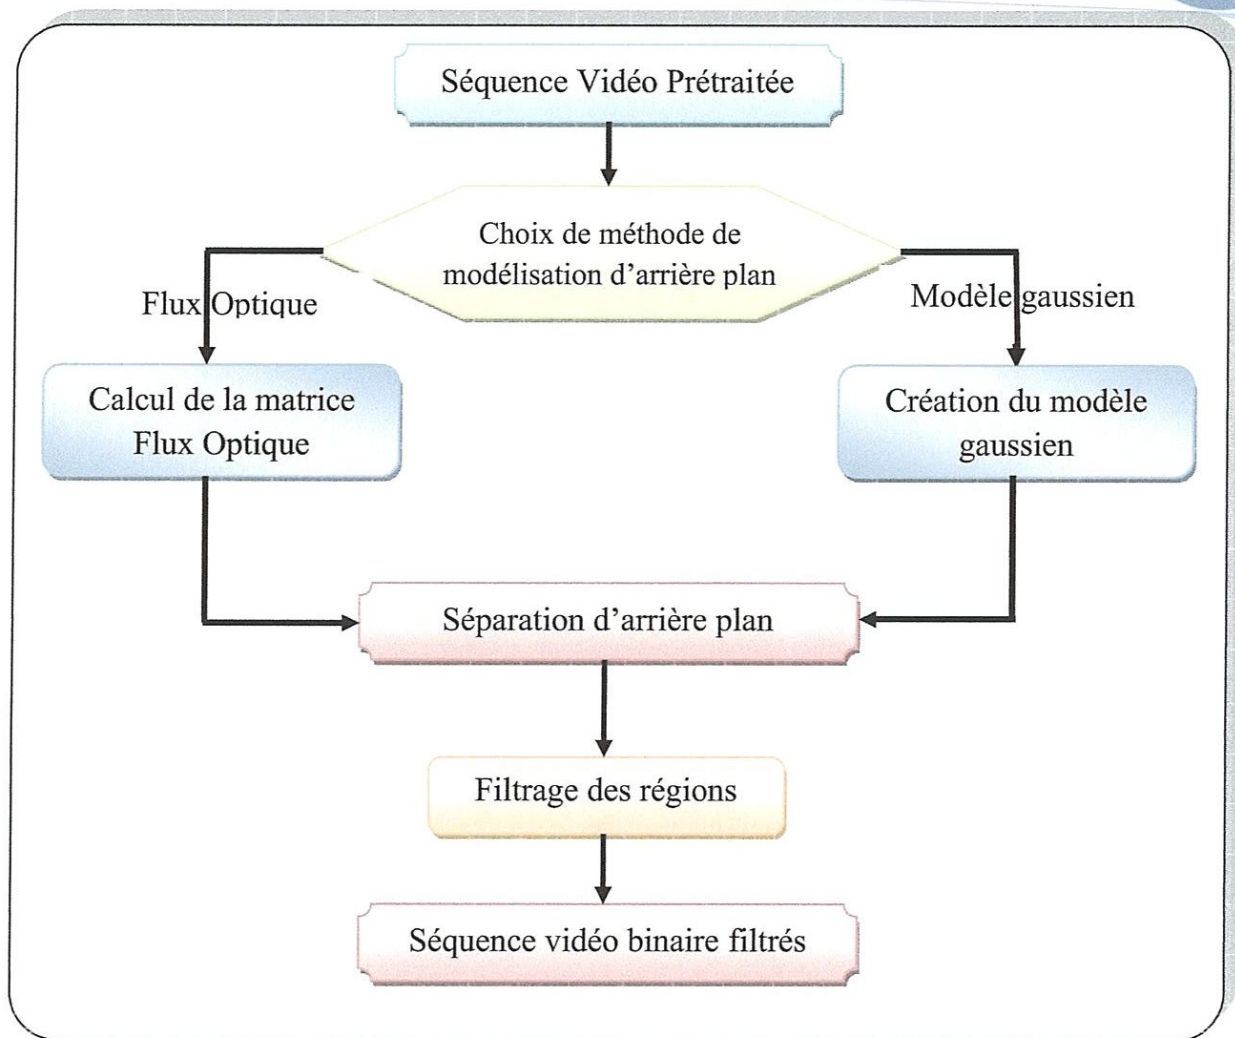 Séquence Vidéo Prétraitée
Choix de méthode de
modélisation d'arrière plan
Flux Optique
Modèle gaussien
Calcul de la matrice
Flux Optique
Création du modèle
gaussien
Séparation d'arrière plan
Filtrage des régions
Séquence vidéo binaire filtrés